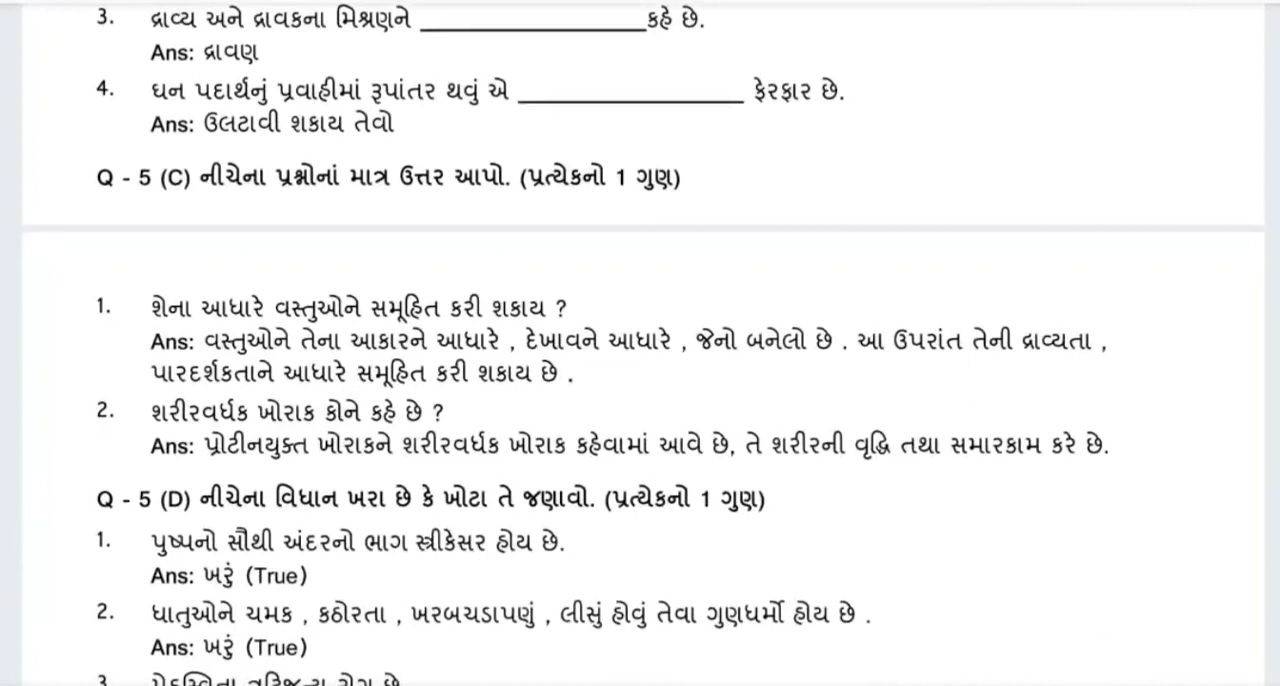 3. દ્રાવ્ય અને દ્રાવકના મિશ્રણને ____________________ કહે છે.
Ans: દ્રાવણ
4. ઘન પદાર્થનું પ્રવાહીમાં રૂપાંતર થવું એ ____________________ ફેરફાર છે.
Ans: ઉલટાવી શકાય તેવો
Q - 5 (C) નીચેના પ્રશ્નોનાં માત્ર ઉત્તર આપો. (પ્રત્યેકનો 1 ગુણ)
1. શેના આધારે વસ્તુઓને સમૂહિત કરી શકાય ?
Ans: વસ્તુઓને તેના આકારને આધારે , દેખાવને આધારે , જેનો બનેલો છે . આ ઉપરાંત તેની દ્રાવ્યતા ,
પારદર્શકતાને આધારે સમૂહિત કરી શકાય છે .
2. શરીરવર્ધક ખોરાક કોને કહે છે ?
Ans: પ્રોટીનયુક્ત ખોરાકને શરીરવર્ધક ખોરાક કહેવામાં આવે છે, તે શરીરની વૃદ્ધિ તથા સમારકામ કરે છે.
Q - 5 (D) નીચેના વિધાન ખરા છે કે ખોટા તે જણાવો. (પ્રત્યેકનો 1 ગુણ)
1. પુષ્પનો સૌથી અંદરનો ભાગ સ્ત્રીકેસર હોય છે.
Ans: ખરું (True)
2. ધાતુઓને ચમક , કઠોરતા , ખરબચડાપણું , લીસું હોવું તેવા ગુણધર્મો હોય છે .
Ans: ખરું (True)
3